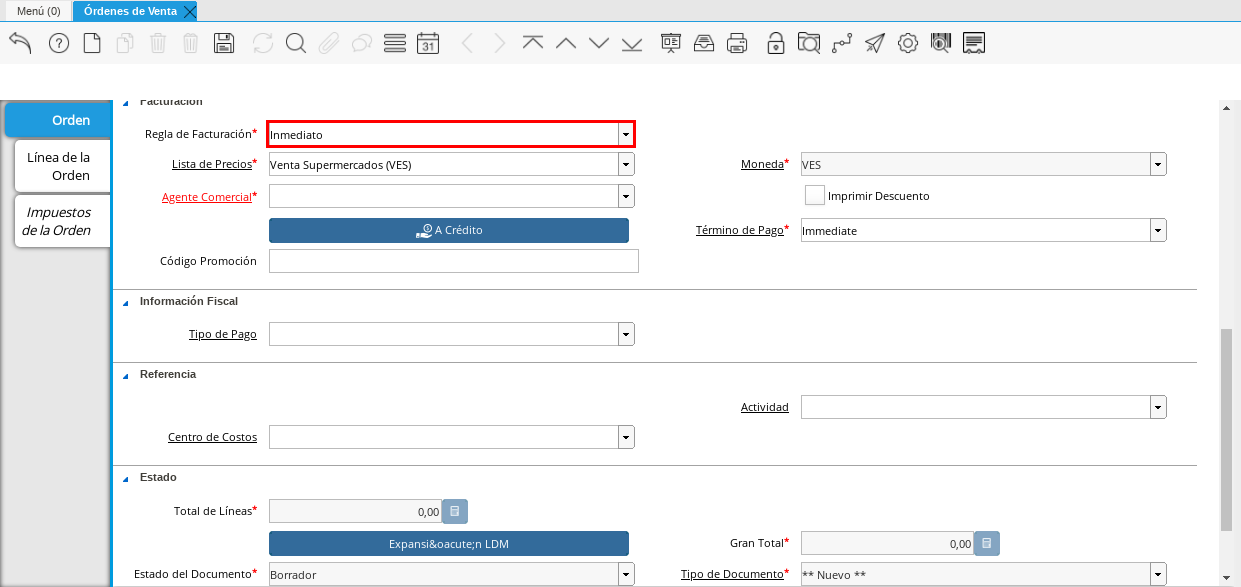 Menú (0)
Órdenes de Venta
31
Orden
Línea de la
Orden
Impuestos
de la Orden
Facturación
Regla de Facturación* Inmediato
Lista de Precios* Venta Supermercados (VES) Moneda* VES
Agente Comercial* Imprimir Descuento
A Crédito Término de Pago* Immediate
Código Promoción
Información Fiscal
Tipo de Pago
Referencia
Actividad
Centro de Costos
Estado
Total de Líneas* 0,00
Expansi&oacute;n LDM Gran Total* 0,00
Estado del Documento* Borrador Tipo de Documento* ** Nuevo **